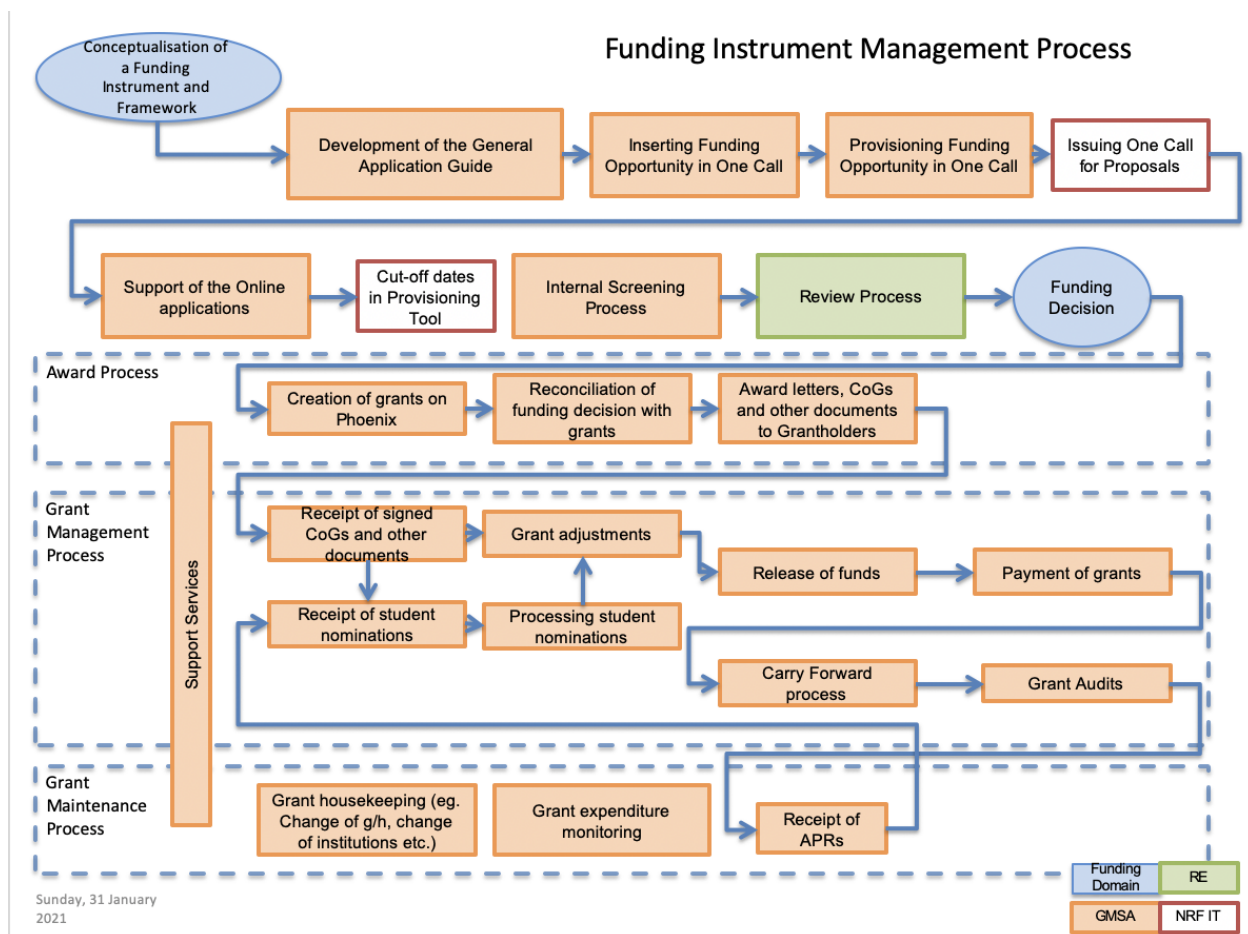 Funding Instrument Management Process
Conceptualisation of
a Funding
Instrument and
Framework
Development of the General
Application Guide
Inserting Funding
Opportunity in One Call
Provisioning Funding
Opportunity in One Call
Issuing One Call
for Proposals
Support of the Online
applications
Cut-off dates
in Provisioning
Tool
Internal Screening
Process
Review Process
Funding
Decision
Award Process
Creation of grants on
Phoenix
Reconciliation of
funding decision with
grants
Award letters, CoGs
and other documents
to Grantholders
Support Services
Grant
Management
Process
Receipt of signed
CoGs and other
documents
Grant adjustments
Release of funds
Payment of grants
Receipt of student
nominations
Processing student
nominations
Carry Forward
process
Grant Audits
Grant
Maintenance
Process
Grant housekeeping (eg.
Change of g/h, change
of institutions etc.)
Grant expenditure
monitoring
Receipt of
APRs
Funding
Domain
RE
GMSA
NRF IT
Sunday, 31 January
2021